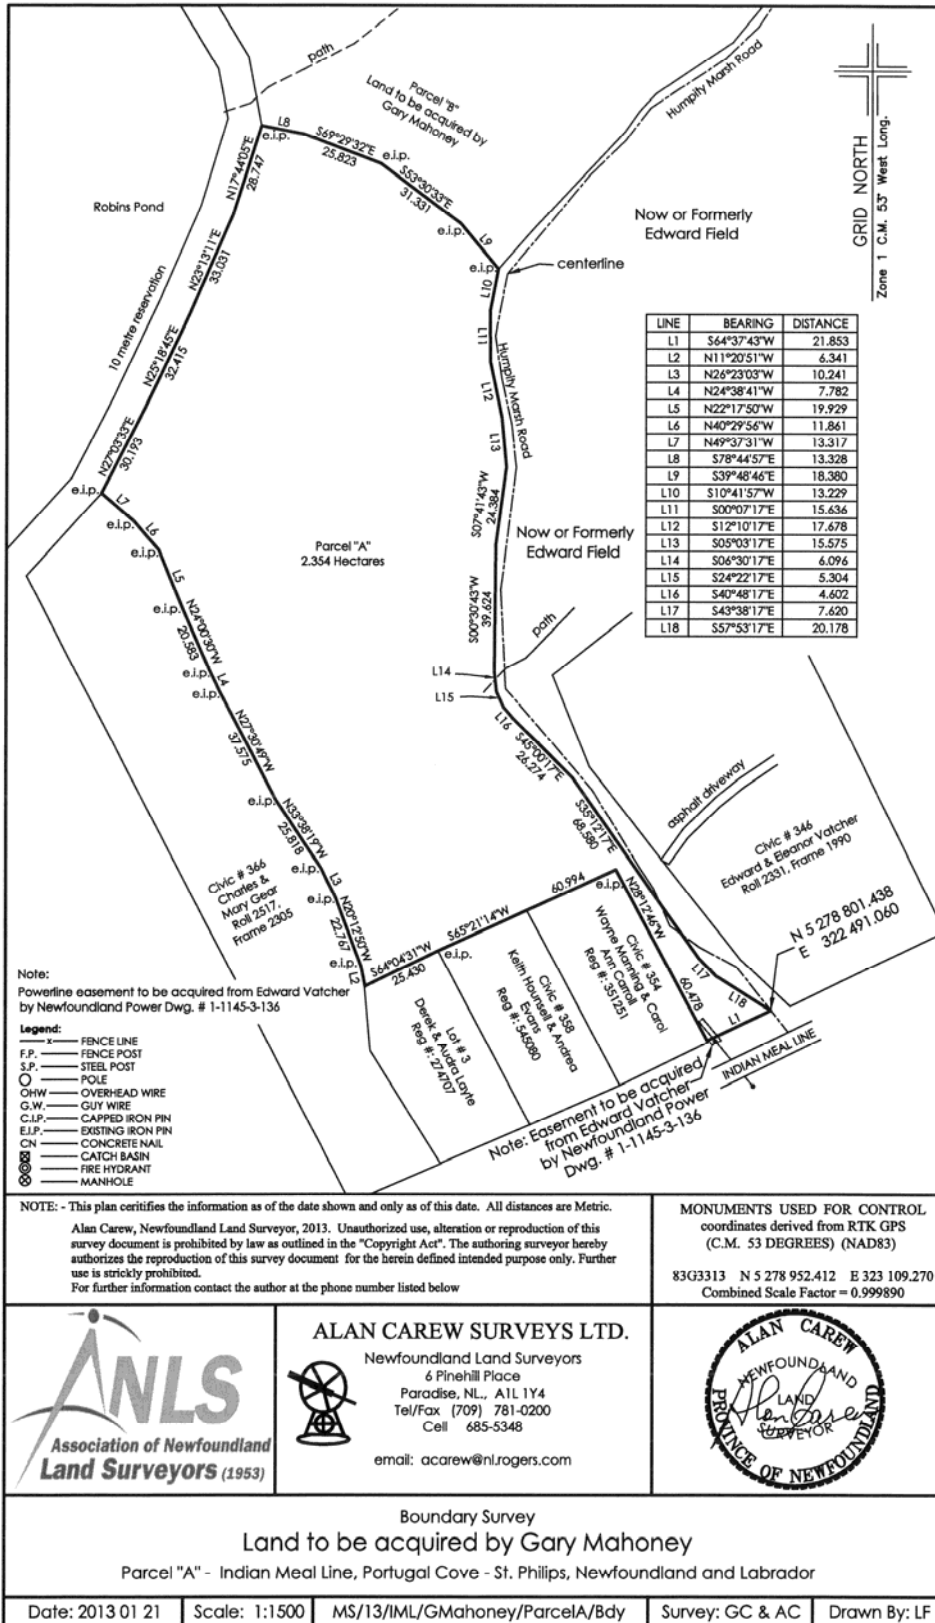 path
Parcel "B"
Land to be acquired by
Gary Mahoney
Humpity Marsh Road
GRID NORTH
Zone 1 C.M. 53° West Long.
L8
e.i.p.
S69°29'32"E
25.823
e.i.p.
S53°30'33"E
31.331
e.i.p.
L9
e.i.p.
N17°44'05"E
28.747
Robins Pond
N23°13'11"E
33.031
10 metre reservation
N25°18'45"E
32.415
N27°03'33"E
30.193
Now or Formerly
Edward Field
centerline
L10
L11
Humpity Marsh Road
L12
L13
LINE BEARING DISTANCE
L1 S64°37'43"W 21.853
L2 N11°20'51"W 6.341
L3 N26°23'03"W 10.241
L4 N24°38'41"W 7.782
L5 N22°17'50"W 19.929
L6 N40°29'56"W 11.861
L7 N49°37'31"W 13.317
L8 S78°44'57"E 13.328
L9 S39°48'46"E 18.380
L10 S10°41'57"W 13.229
L11 S00°07'17"E 15.636
L12 S12°10'17"E 17.678
L13 S05°03'17"E 15.575
L14 S06°30'17"E 6.096
L15 S24°22'17"E 5.304
L16 S40°48'17"E 4.602
L17 S43°38'17"E 7.620
L18 S57°53'17"E 20.178
e.i.p.
L7
e.i.p.
L6
e.i.p.
L5
e.i.p.
N24°00'30"W
20.583
e.i.p.
L4
e.i.p.
N27°30'49"W
37.575
e.i.p.
N33°38'19"W
25.818
e.i.p.
L3
e.i.p.
N20°12'50"W
22.767
e.i.p.
L2
Parcel "A"
2.354 Hectares
S07°41'43"W
24.384
Now or Formerly
Edward Field
S00°30'43"W
39.624
path
L14
L15
L16
S45°00'17"E
26.274
S35°12'17"E
68.580
asphalt driveway
Civic # 346
Edward & Eleanor Vatcher
Roll 2331, Frame 1990
N 5 278 801.438
E 322 491.060
Civic # 366
Charles &
Mary Gear
Roll 2517,
Frame 2305
S64°04'31"W
25.430
S65°21'14"W
60.994
e.i.p.
e.i.p.
N28°12'46"W
60.478
L17
L18
L1
INDIAN MEAL LINE
Civic # 354
Wayne Manning & Carol
Ann Carroll
Reg #: 351251
Civic # 358
Keith Hounsell & Andrea
Evans
Reg #: 545080
Lot # 3
Derek & Audra Layte
Reg #: 274707
Note: Easement to be acquired
from Edward Vatcher
by Newfoundland Power
Dwg. # 1-1145-3-136
Note:
Powerline easement to be acquired from Edward Vatcher
by Newfoundland Power Dwg. # 1-1145-3-136
Legend:
x FENCE LINE
F.P. FENCE POST
S.P. STEEL POST
POLE
OHW OVERHEAD WIRE
G.W. GUY WIRE
C.I.P. CAPPED IRON PIN
E.I.P. EXISTING IRON PIN
CN CONCRETE NAIL
CATCH BASIN
FIRE HYDRANT
MANHOLE
NOTE: - This plan ceritifies the information as of the date shown and only as of this date. All distances are Metric.
Alan Carew, Newfoundland Land Surveyor, 2013. Unauthorized use, alteration or reproduction of this
survey document is prohibited by law as outlined in the "Copyright Act". The authoring surveyor hereby
authorizes the reproduction of this survey document for the herein defined intended purpose only. Further
use is strickly prohibited.
For further information contact the author at the phone number listed below
MONUMENTS USED FOR CONTROL
coordinates derived from RTK GPS
(C.M. 53 DEGREES) (NAD83)
83G3313 N 5 278 952.412 E 323 109.270
Combined Scale Factor = 0.999890
ANLS
Association of Newfoundland
Land Surveyors (1953)
ALAN CAREW SURVEYS LTD.
Newfoundland Land Surveyors
6 Pinehill Place
Paradise, NL., A1L 1Y4
Tel/Fax (709) 781-0200
Cell 685-5348
email: acarew@nl.rogers.com
ALAN CAREW
NEWFOUNDLAND
LAND
SURVEYOR
PROVINCE OF NEWFOUNDLAND
Boundary Survey
Land to be acquired by Gary Mahoney
Parcel "A" - Indian Meal Line, Portugal Cove - St. Philips, Newfoundland and Labrador
Date: 2013 01 21 Scale: 1:1500 MS/13/IML/GMahoney/ParcelA/Bdy Survey: GC & AC Drawn By: LF